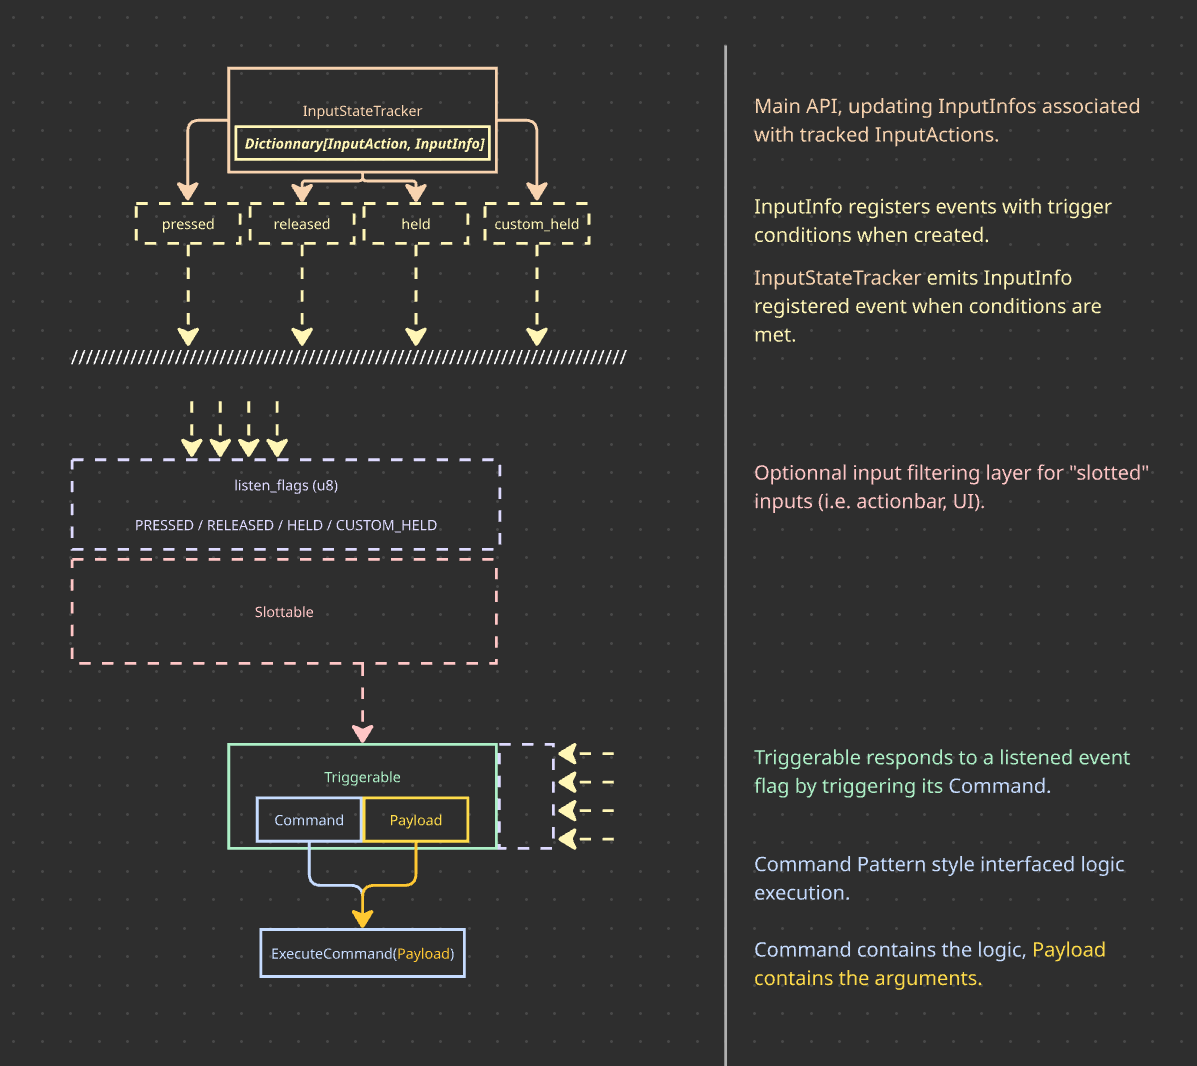 InputStateTracker
Dictionnary[InputAction, InputInfo]
pressed
released
held
custom_held
////////////////////////////////////////////////////////////////////////////
listen_flags (u8)
PRESSED / RELEASED / HELD / CUSTOM_HELD
Slottable
Triggerable
Command
Payload
ExecuteCommand(Payload)
Main API, updating InputInfos associated
with tracked InputActions.
InputInfo registers events with trigger
conditions when created.
InputStateTracker emits InputInfo
registered event when conditions are
met.
Optionnal input filtering layer for "slotted"
inputs (i.e. actionbar, UI).
Triggerable responds to a listened event
flag by triggering its Command.
Command Pattern style interfaced logic
execution.
Command contains the logic, Payload
contains the arguments.